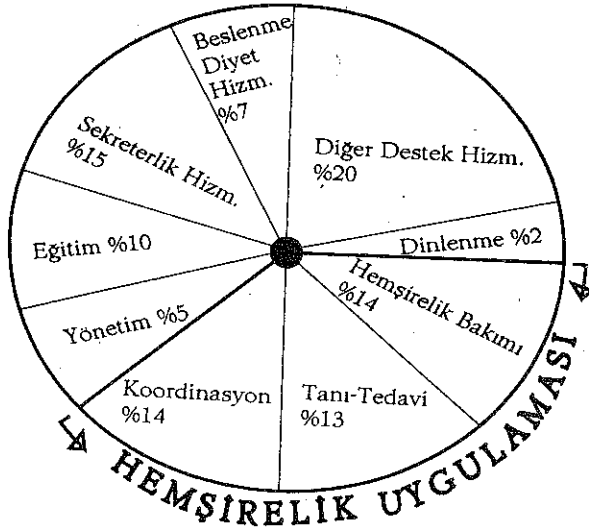 Beslenme
Diyet
Hizm.
%7
Diğer Destek Hizm.
%20
Dinlenme %2
Hemşirelik Bakımı
%14
Tanı-Tedavi
%13
Koordinasyon
%14
Yönetim %5
Eğitim %10
Sekreterlik Hizm.
%15
HEMŞİRELİK UYGULAMASI